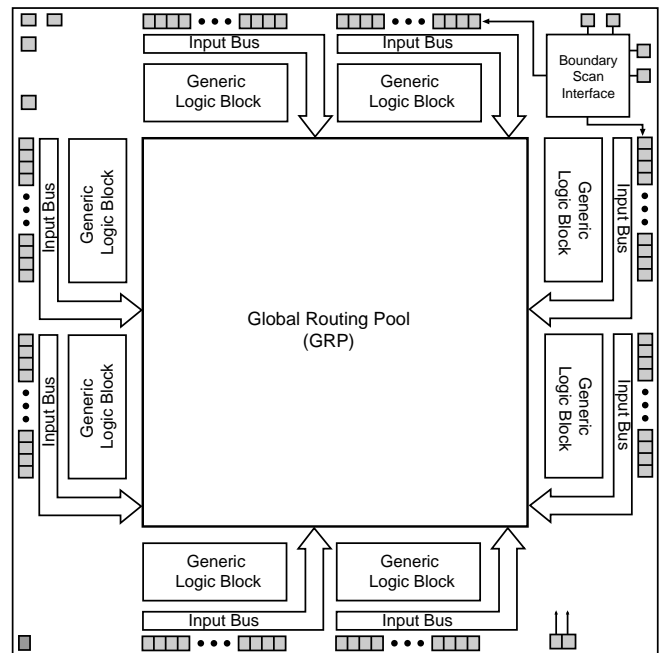 Input Bus
Input Bus
Generic
Logic Block
Generic
Logic Block
Boundary
Scan
Interface
Input Bus
Generic
Logic Block
Generic
Logic Block
Input Bus
Global Routing Pool
(GRP)
Input Bus
Generic
Logic Block
Generic
Logic Block
Input Bus
Generic
Logic Block
Generic
Logic Block
Input Bus
Input Bus